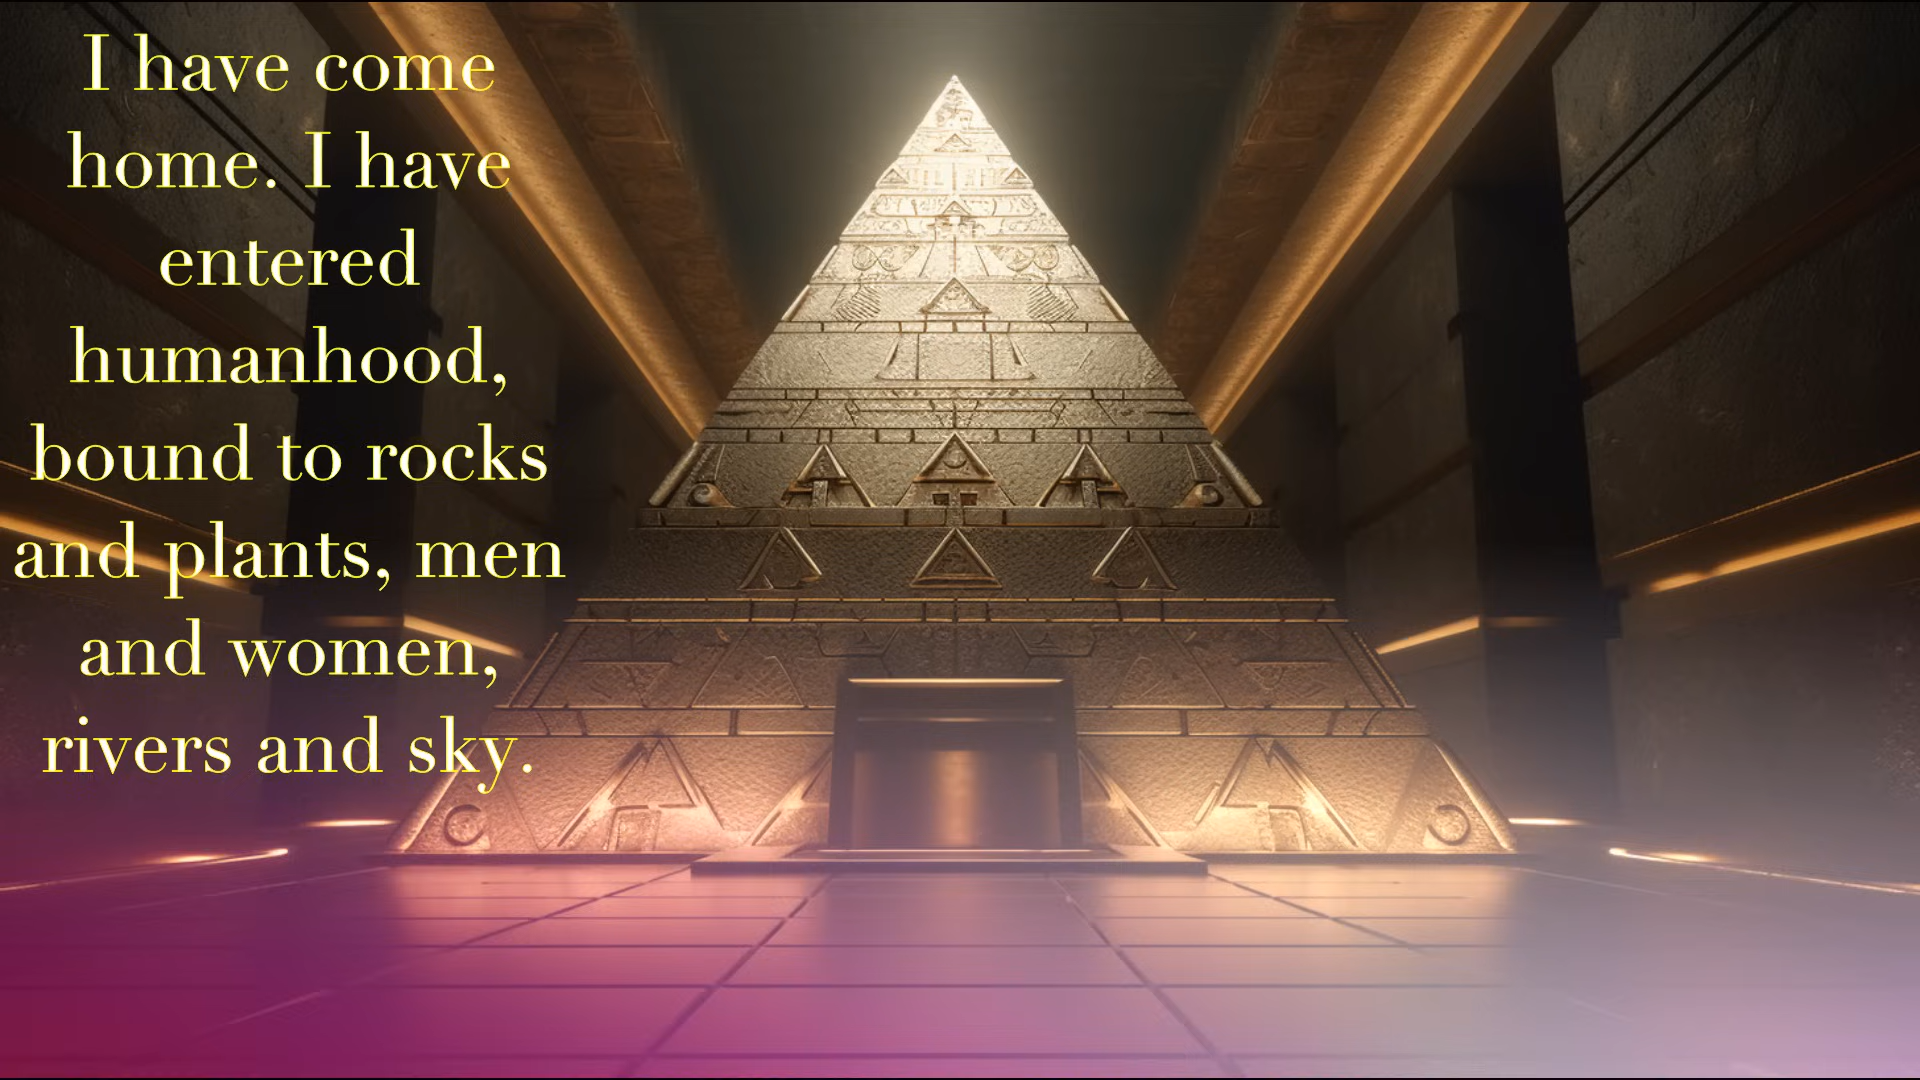 I have come
home. I have
entered
humanhood,
bound to rocks
and plants, men
and women,
rivers and sky.